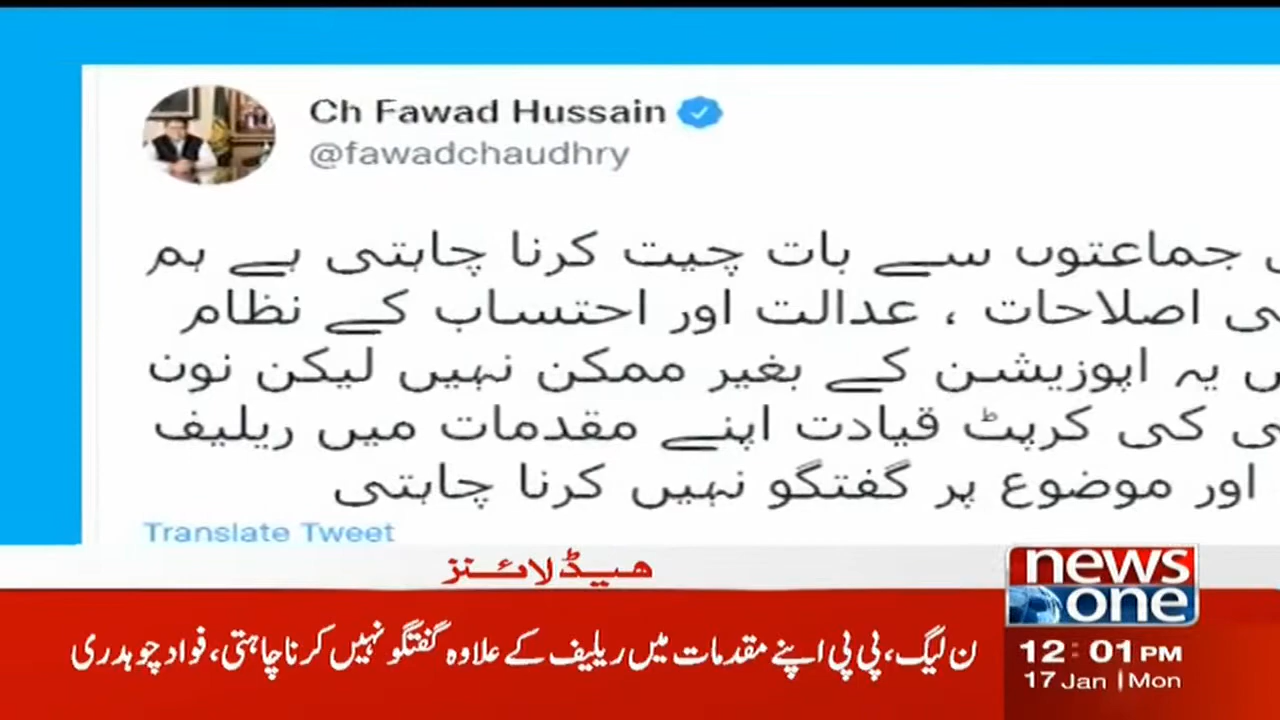 Ch Fawad Hussain
@fawadchaudhry
جماعتوں سے بات چیت کرنا چاہتی ہے ہم
اصلاحات ، عدالت اور احتساب کے نظام
یہ اپوزیشن کے بغیر ممکن نہیں لیکن نون
کی کرپٹ قیادت اپنے مقدمات میں ریلیف
اور موضوع پر گفتگو نہیں کرنا چاہتی
Translate Tweet
ھیڈلائنز
ن لیگ، پی پی اپنے مقدمات میں ریلیف کے علاوہ گفتگو نہیں کرنا چاہتی، فواد چوہدری
news
one
12:01 PM
17 Jan | Mon